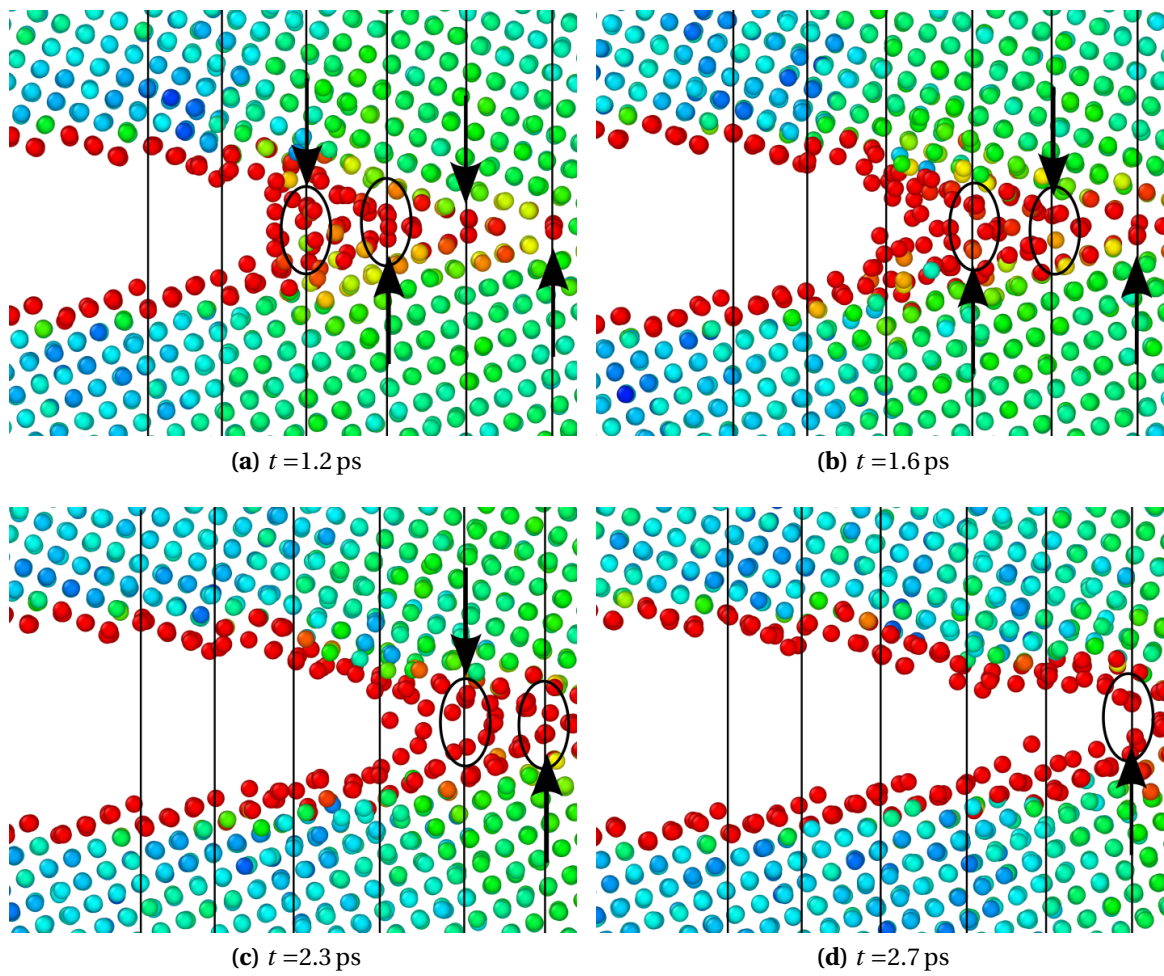 (a) t =1.2 ps
(b) t =1.6 ps
(c) t =2.3 ps
(d) t =2.7 ps